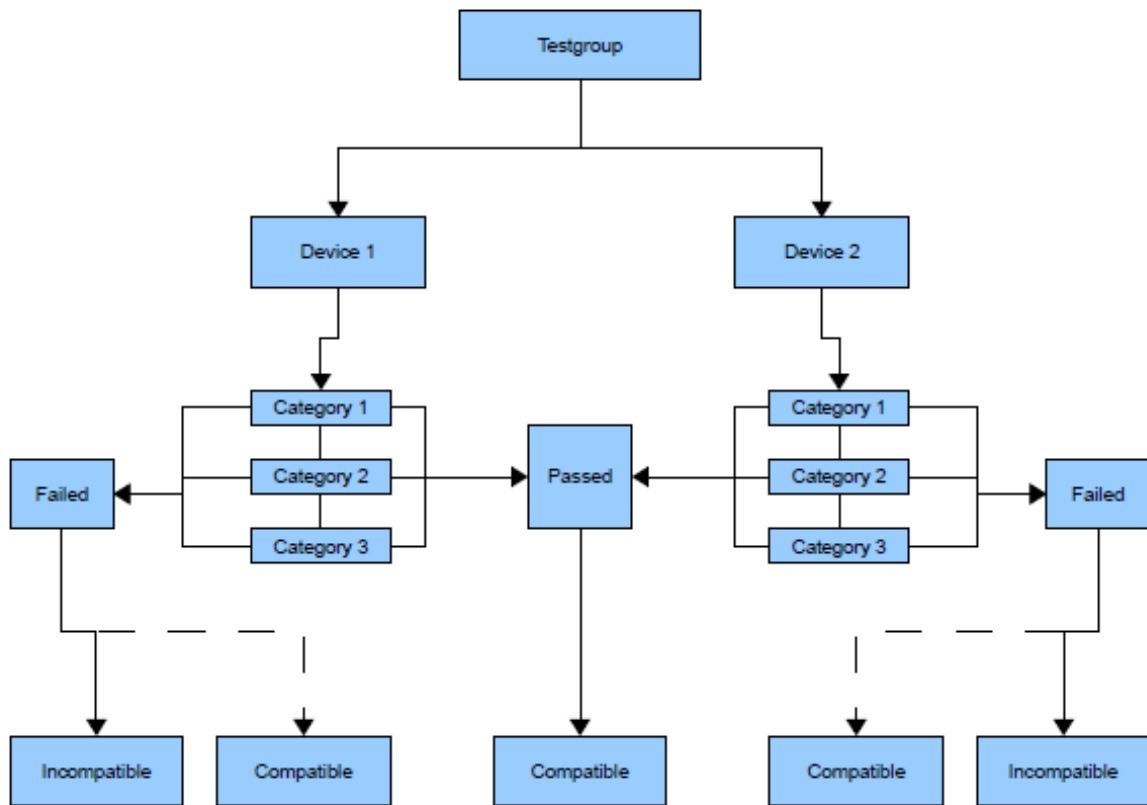 Testgroup
Device 1
Device 2
Category 1
Category 1
Category 2
Passed
Category 2
Failed
Failed
Category 3
Category 3
Incompatible
Compatible
Compatible
Compatible
Incompatible